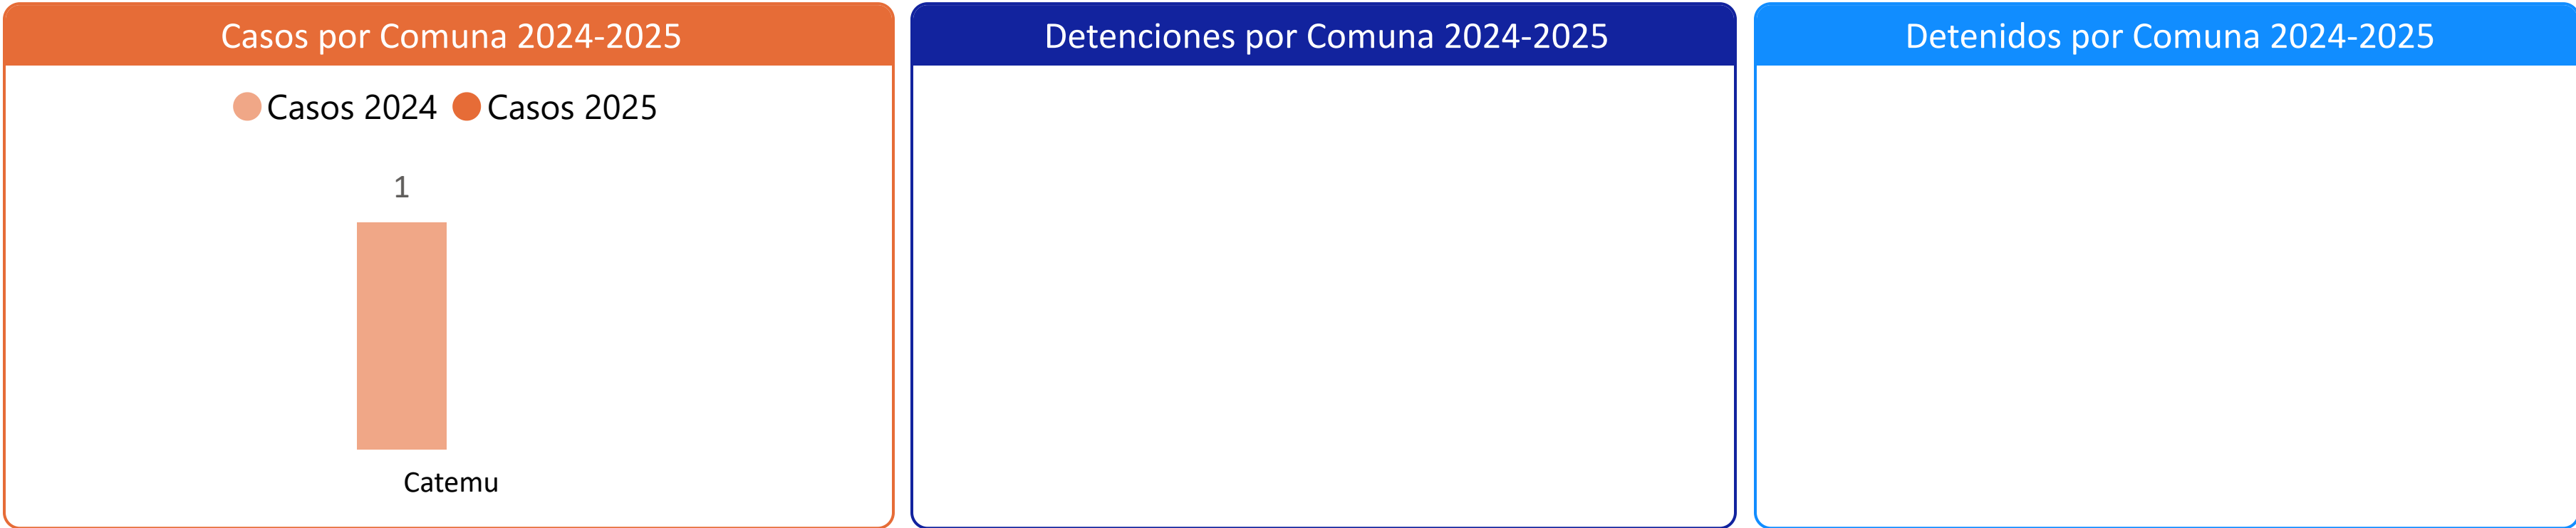 Casos por Comuna 2024-2025
Casos 2024 Casos 2025
1
Catemu
Detenciones por Comuna 2024-2025
Detenidos por Comuna 2024-2025